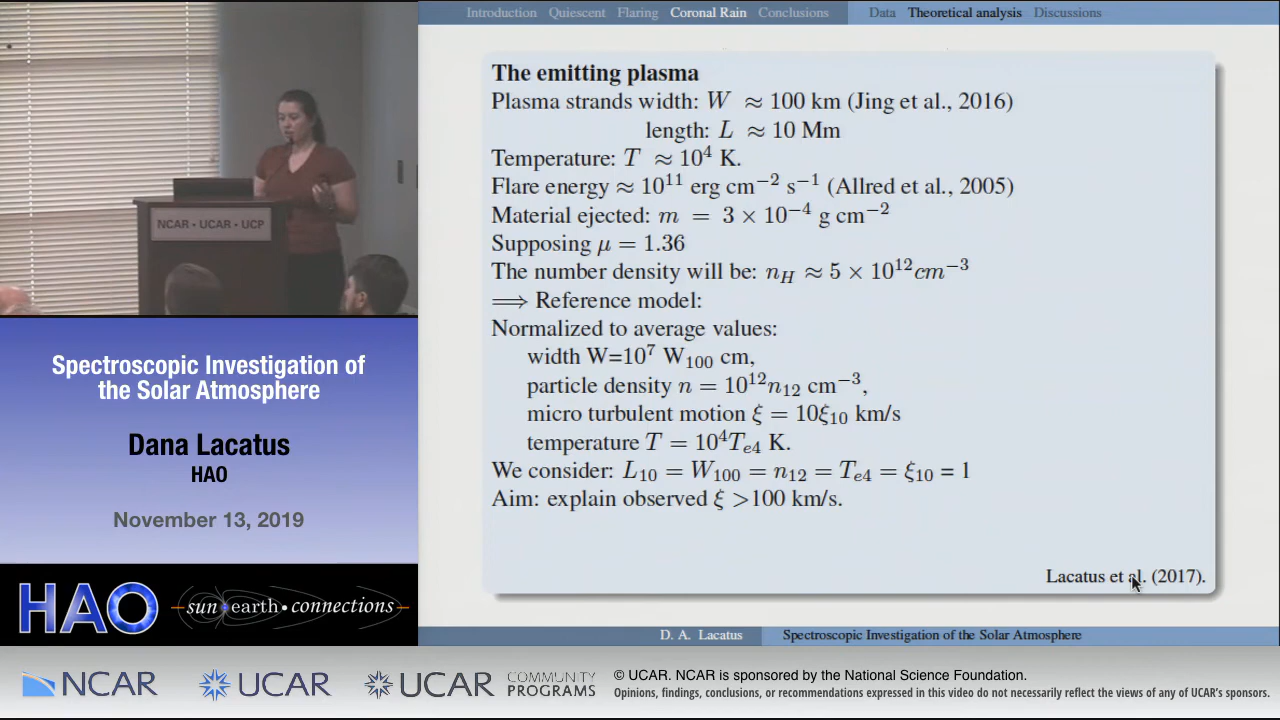 Introduction Quiescent Flaring Coronal Rain Conclusions Data Theoretical analysis Discussions
The emitting plasma
Plasma strands width: W ≈ 100 km (Jing et al., 2016)
length: L ≈ 10 Mm
Temperature: T ≈ 10⁴ K.
Flare energy ≈ 10¹¹ erg cm⁻² s⁻¹ (Allred et al., 2005)
Material ejected: m = 3 × 10⁻⁴ g cm⁻²
Supposing μ = 1.36
The number density will be: n_H ≈ 5 × 10¹²cm⁻³
⟹ Reference model:
Normalized to average values:
width W=10⁷ W₁₀₀ cm,
particle density n = 10¹²n₁₂ cm⁻³,
micro turbulent motion ξ = 10ξ₁₀ km/s
temperature T = 10⁴T_e4 K.
We consider: L₁₀ = W₁₀₀ = n₁₂ = T_e4 = ξ₁₀ = 1
Aim: explain observed ξ >100 km/s.
Lacatus et al. (2017).
D. A. Lacatus Spectroscopic Investigation of the Solar Atmosphere
NCAR • UCAR • UCP
Spectroscopic Investigation of
the Solar Atmosphere
Dana Lacatus
HAO
November 13, 2019
HAO sun•earth•connections
NCAR UCAR UCAR COMMUNITY PROGRAMS
© UCAR. NCAR is sponsored by the National Science Foundation.
Opinions, findings, conclusions, or recommendations expressed in this video do not necessarily reflect the views of any of UCAR's sponsors.